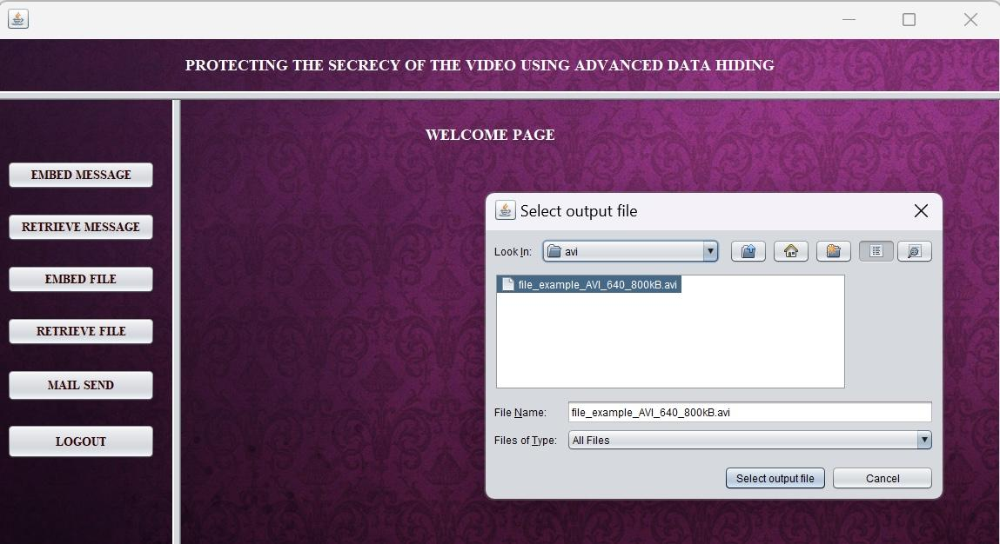 PROTECTING THE SECRECY OF THE VIDEO USING ADVANCED DATA HIDING
WELCOME PAGE
EMBED MESSAGE
RETRIEVE MESSAGE
EMBED FILE
RETRIEVE FILE
MAIL SEND
LOGOUT
Select output file
Look In: avi
file_example_AVI_640_800kB.avi
File Name: file_example_AVI_640_800kB.avi
Files of Type: All Files
Select output file Cancel